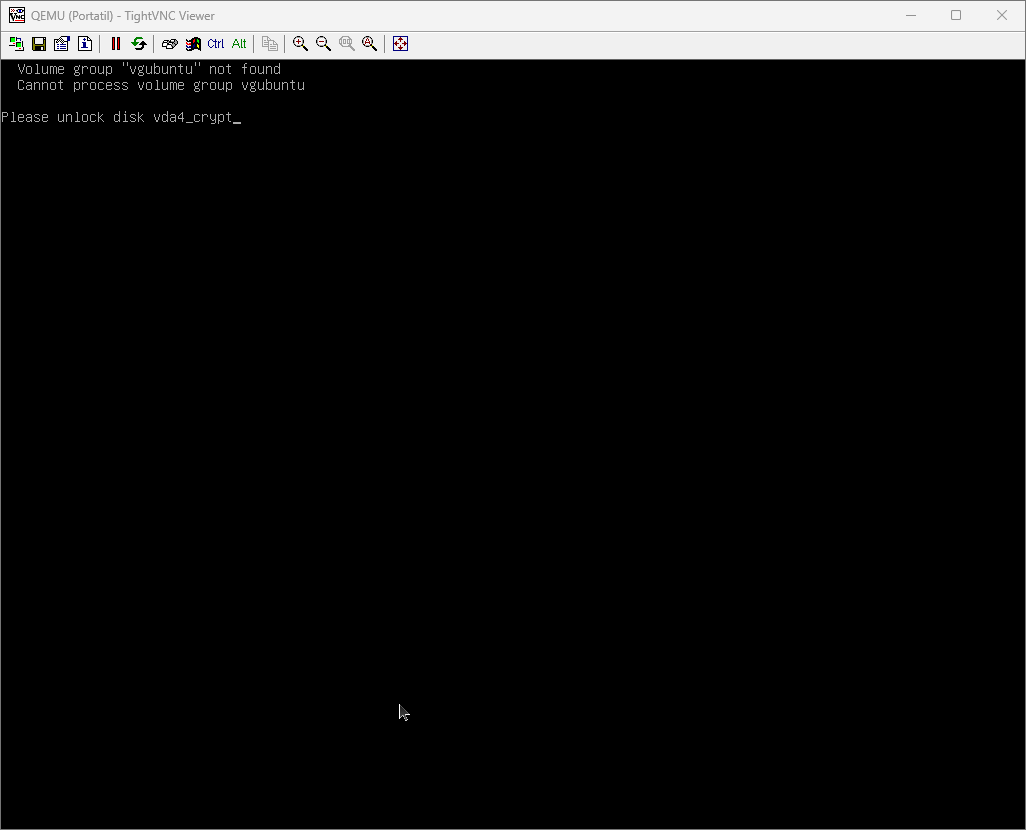 QEMU (Portatil) - TightVNC Viewer
Ctrl Alt
Volume group "vgubuntu" not found
Cannot process volume group vgubuntu
Please unlock disk vda4_crypt_